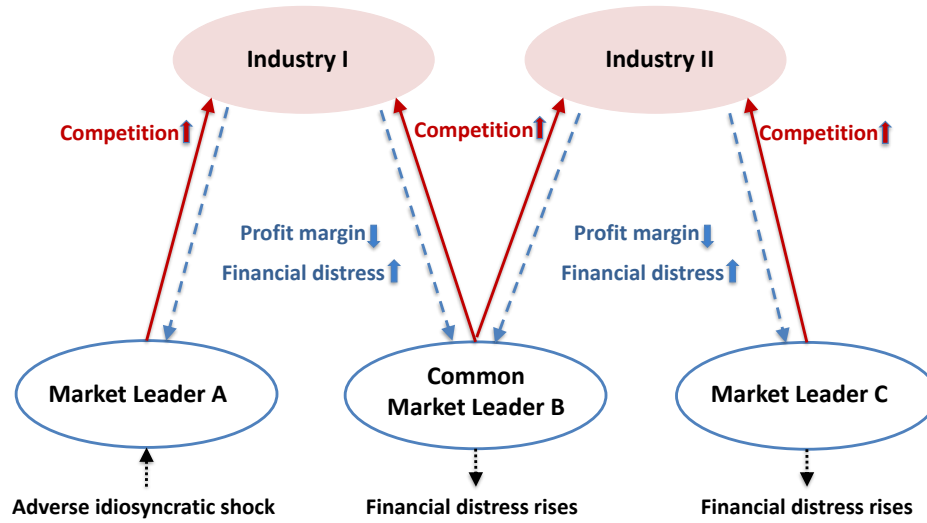 Industry I
Industry II
Competition
Competition
Competition
Profit margin
Financial distress
Profit margin
Financial distress
Market Leader A
Common
Market Leader B
Market Leader C
Adverse idiosyncratic shock
Financial distress rises
Financial distress rises